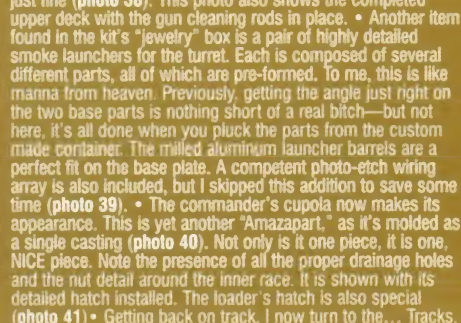 just fine (photo 38). This photo also shows the completed
upper deck with the gun cleaning rods in place. • Another item
found in the kit's "jewelry" box is a pair of highly detailed
smoke launchers for the turret. Each is composed of several
different parts, all of which are pre-formed. To me, this is like
manna from heaven. Previously, getting the angle just right on
the two base parts is nothing short of a real bitch—but not
here, it's all done when you pluck the parts from the custom
made container. The milled aluminum launcher barrels are a
perfect fit on the base plate. A competent photo-etch wiring
array is also included, but I skipped this addition to save some
time (photo 39). • The commander's cupola now makes its
appearance. This is yet another "Amazapart," as it's molded as
a single casting (photo 40). Not only is it one piece, it is one,
NICE piece. Note the presence of all the proper drainage holes
and the nut detail around the inner race. It is shown with its
detailed hatch installed. The loader's hatch is also special
(photo 41) • Getting back on track, I now turn to the... Tracks,